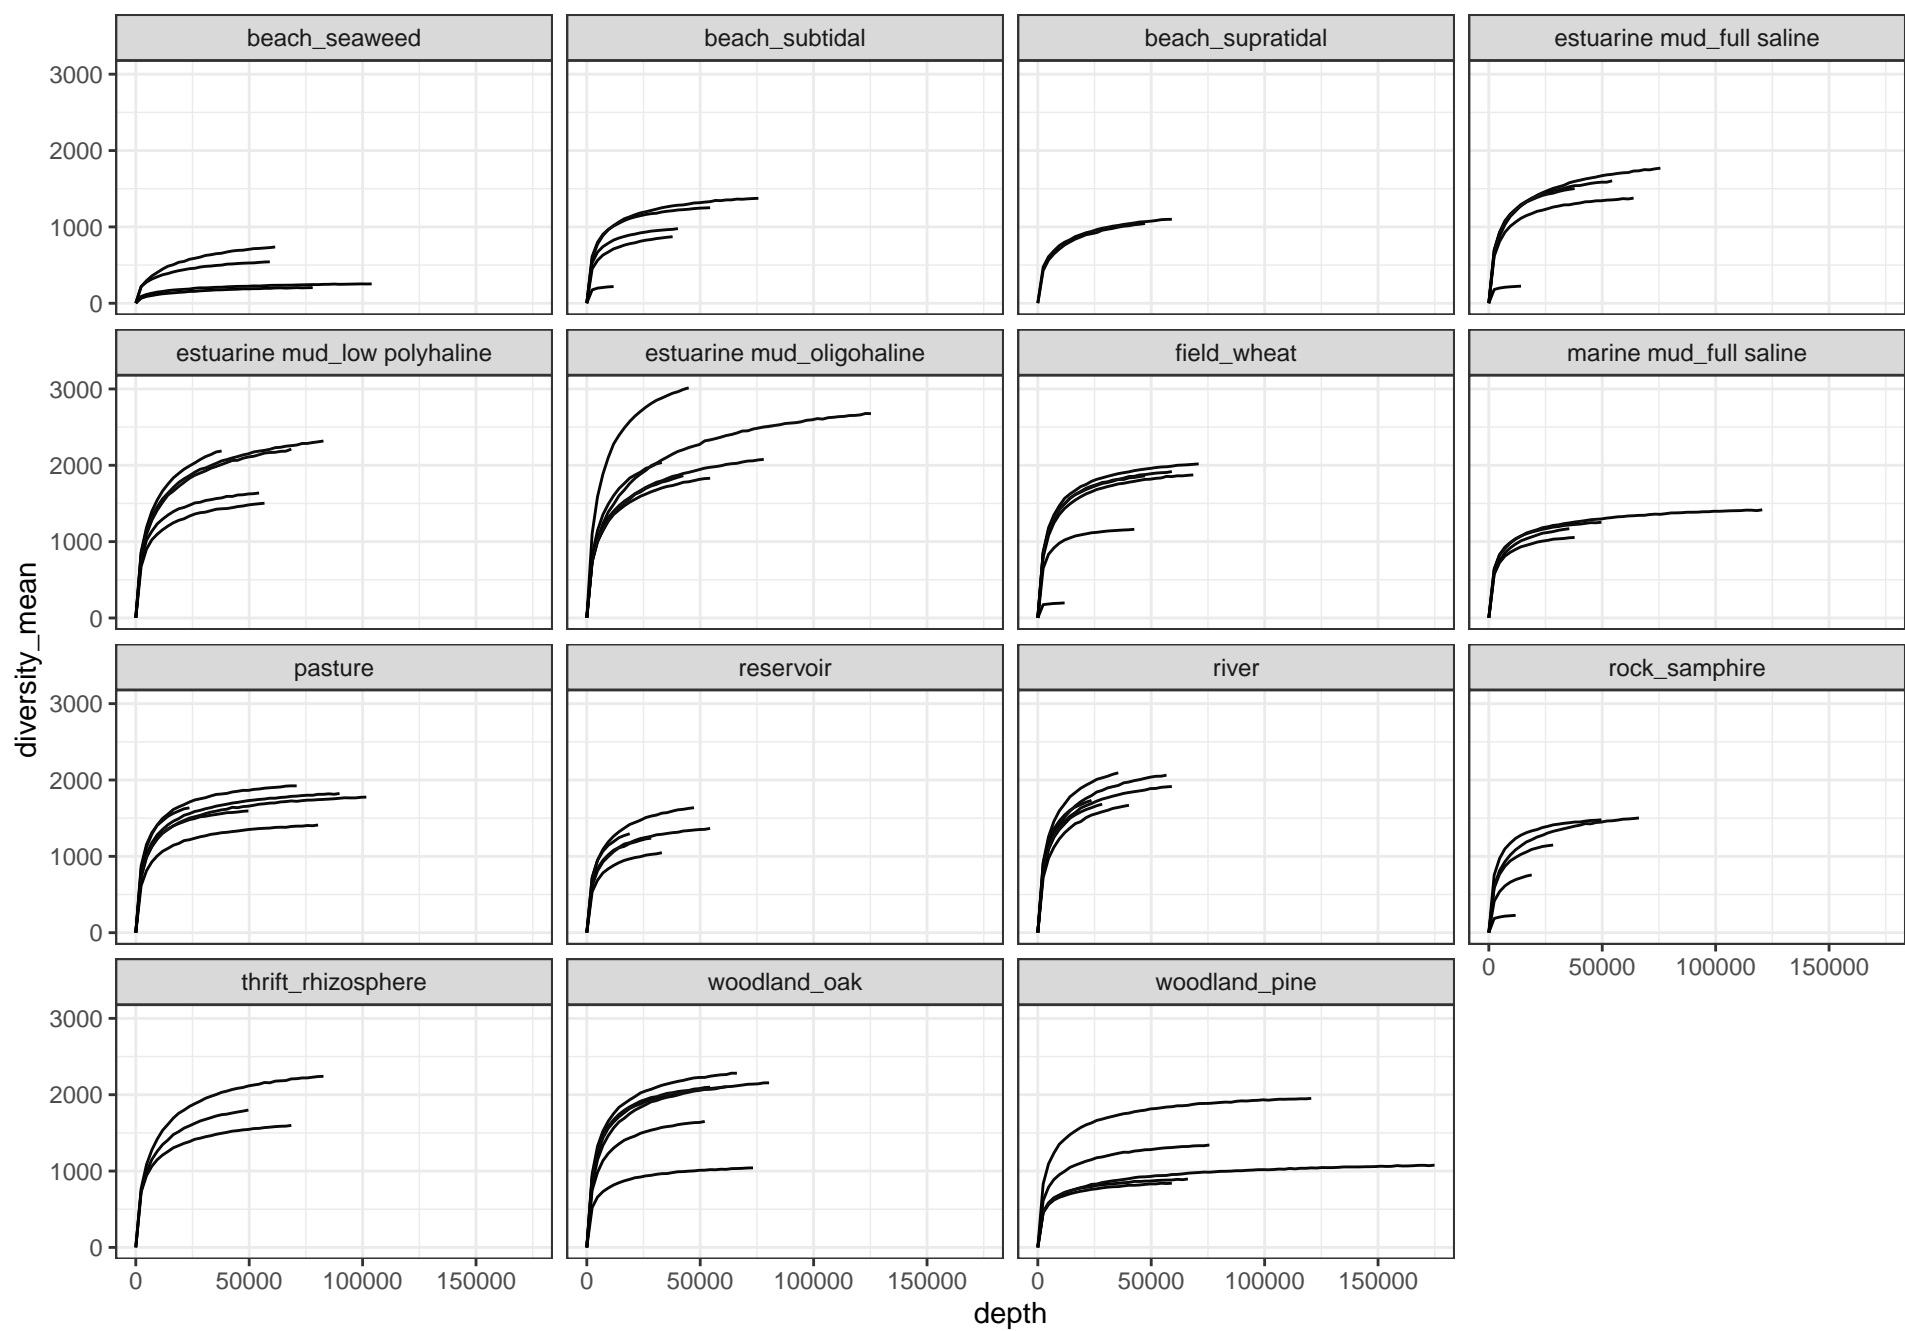 beach_seaweed
beach_subtidal
beach_supratidal
estuarine mud_full saline
3000
2000
1000
0
estuarine mud_low polyhaline
estuarine mud_oligohaline
field_wheat
marine mud_full saline
3000
2000
1000
0
diversity_mean
pasture
reservoir
river
rock_samphire
3000
2000
1000
0
0 50000 100000 150000
thrift_rhizosphere
woodland_oak
woodland_pine
3000
2000
1000
0
0 50000 100000 150000
0 50000 100000 150000
0 50000 100000 150000
depth